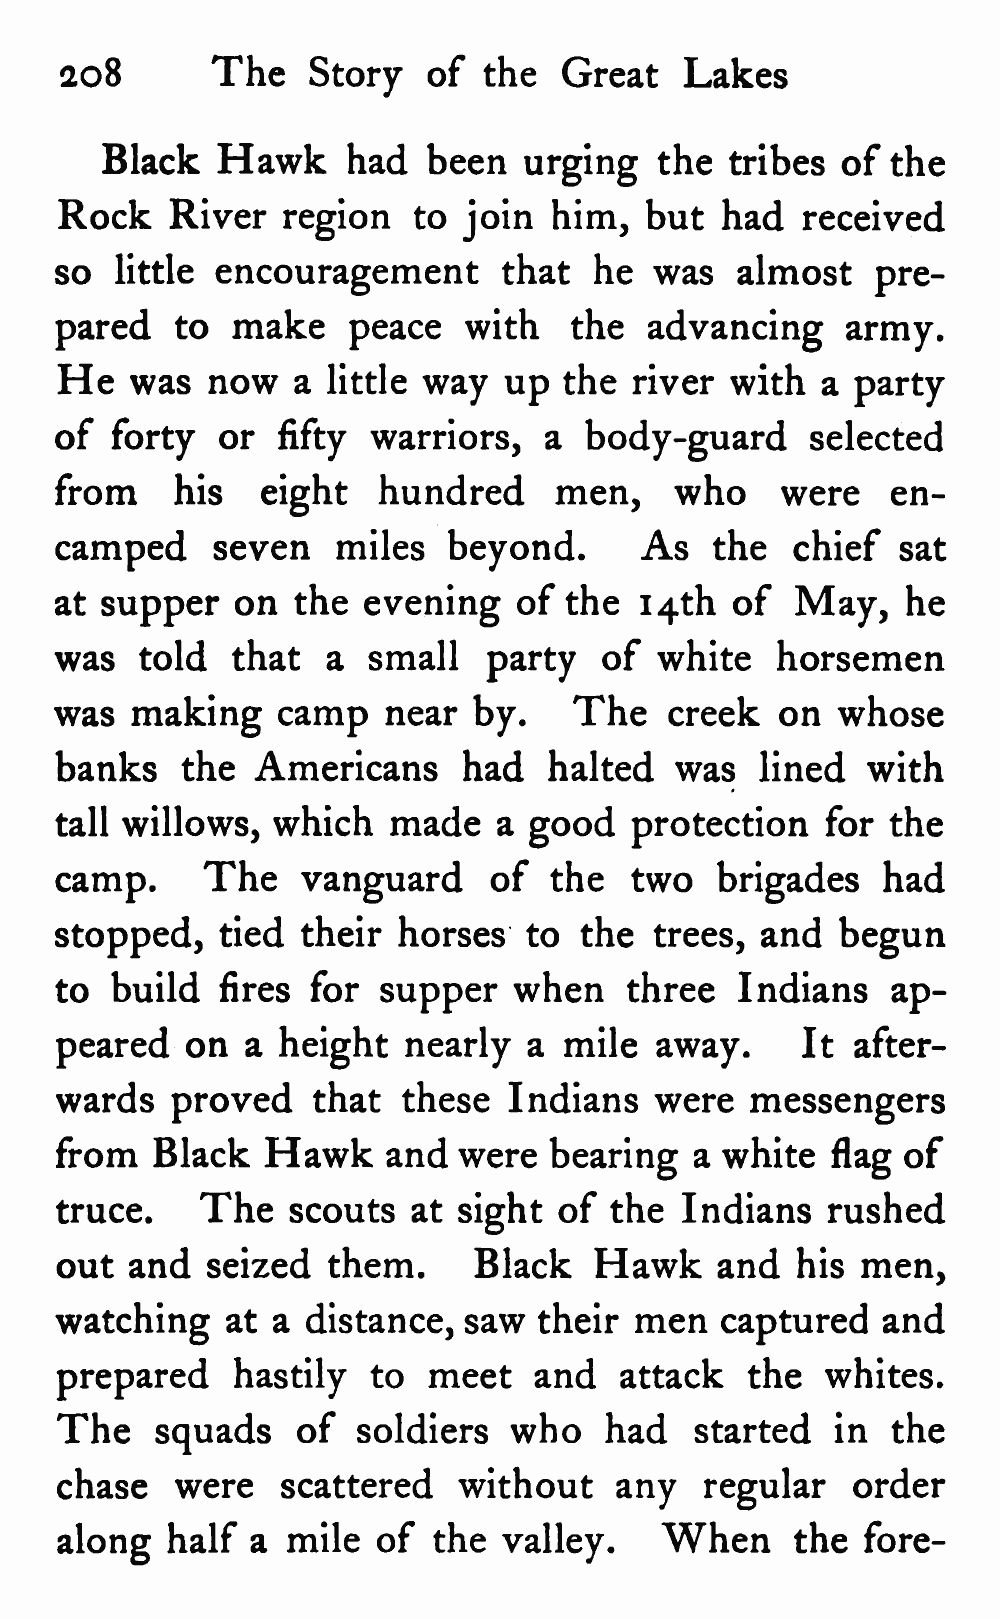 208 The Story of the Great Lakes
Black Hawk had been urging the tribes of the
Rock River region to join him, but had received
so little encouragement that he was almost pre-
pared to make peace with the advancing army.
He was now a little way up the river with a party
of forty or fifty warriors, a body-guard selected
from his eight hundred men, who were en-
camped seven miles beyond. As the chief sat
at supper on the evening of the 14th of May, he
was told that a small party of white horsemen
was making camp near by. The creek on whose
banks the Americans had halted was lined with
tall willows, which made a good protection for the
camp. The vanguard of the two brigades had
stopped, tied their horses to the trees, and begun
to build fires for supper when three Indians ap-
peared on a height nearly a mile away. It after-
wards proved that these Indians were messengers
from Black Hawk and were bearing a white flag of
truce. The scouts at sight of the Indians rushed
out and seized them. Black Hawk and his men,
watching at a distance, saw their men captured and
prepared hastily to meet and attack the whites.
The squads of soldiers who had started in the
chase were scattered without any regular order
along half a mile of the valley. When the fore-